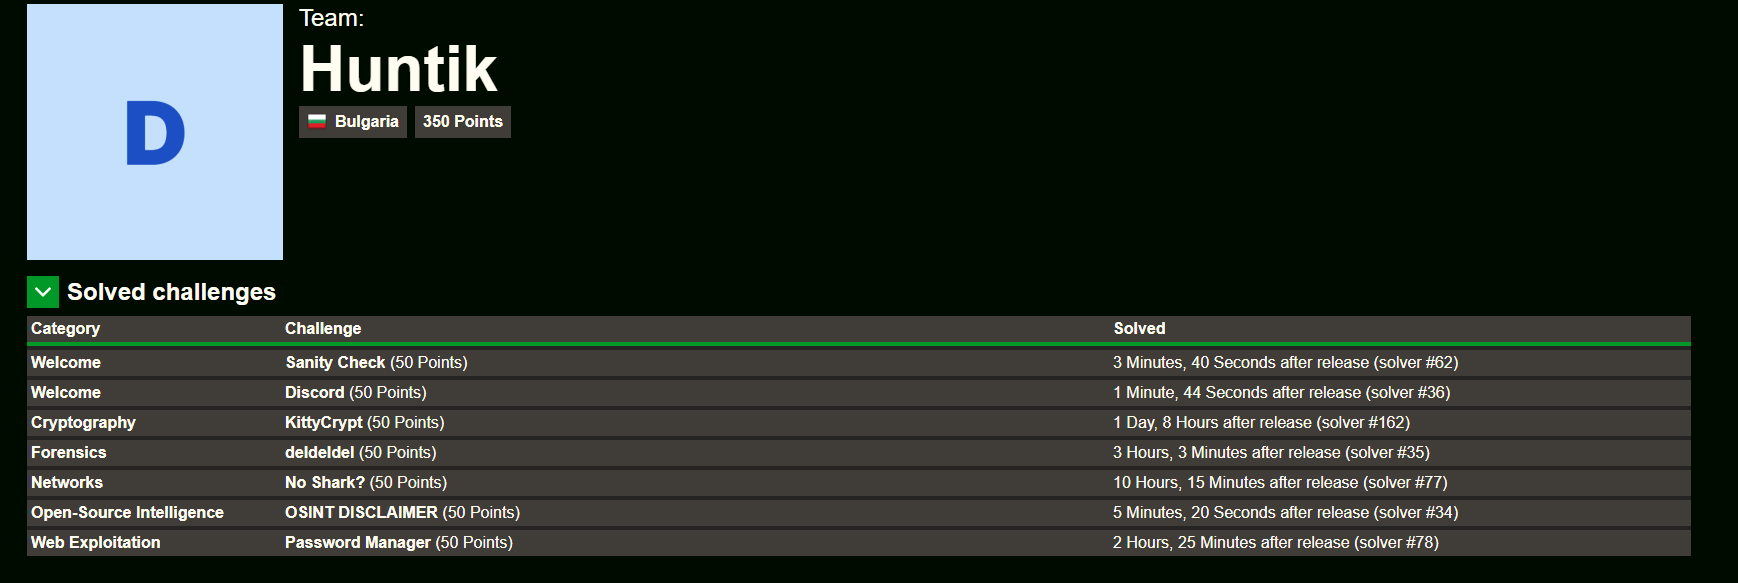 D
Team:
Huntik
Bulgaria 350 Points
Solved challenges
Category Challenge Solved
Welcome Sanity Check (50 Points) 3 Minutes, 40 Seconds after release (solver #62)
Welcome Discord (50 Points) 1 Minute, 44 Seconds after release (solver #36)
Cryptography KittyCrypt (50 Points) 1 Day, 8 Hours after release (solver #162)
Forensics deldeldel (50 Points) 3 Hours, 3 Minutes after release (solver #35)
Networks No Shark? (50 Points) 10 Hours, 15 Minutes after release (solver #77)
Open-Source Intelligence OSINT DISCLAIMER (50 Points) 5 Minutes, 20 Seconds after release (solver #34)
Web Exploitation Password Manager (50 Points) 2 Hours, 25 Minutes after release (solver #78)